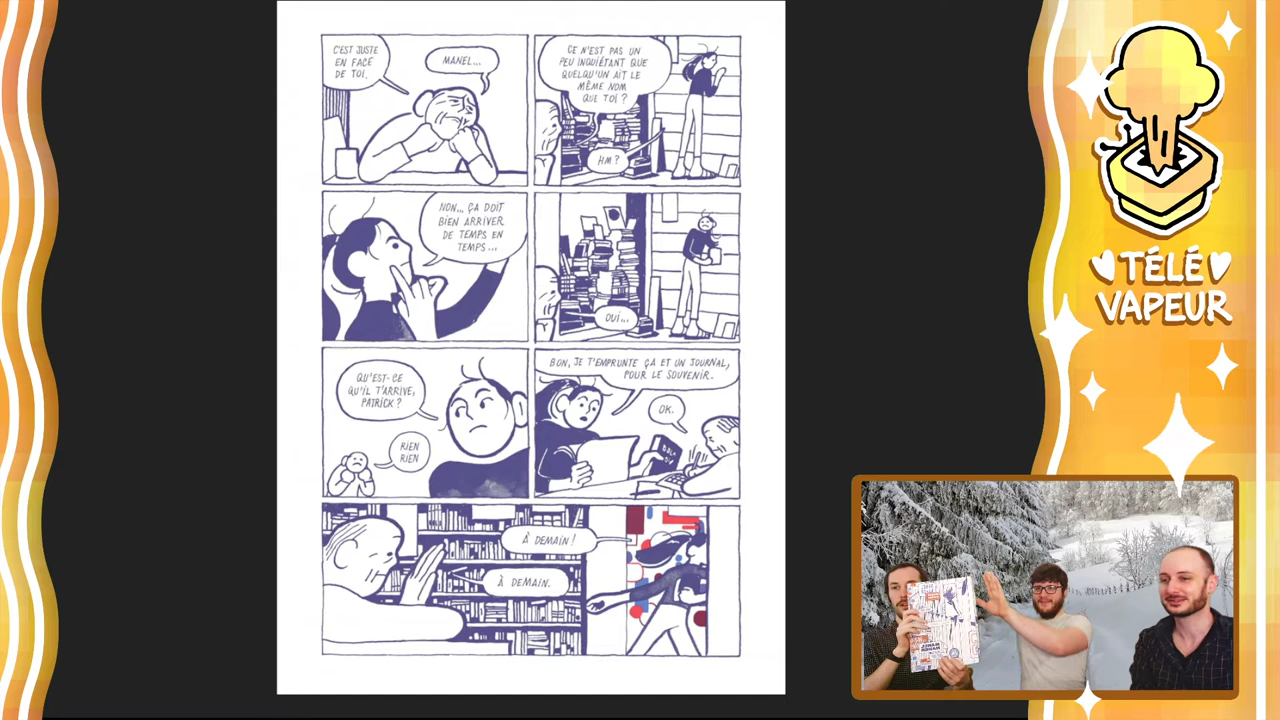 C'EST JUSTE
EN FACE
DE TOI.
MANEL...
CE N'EST PAS UN
PEU INQUIÉTANT QUE
QUELQU'UN AIT LE
MÊME NOM
QUE TOI ?
HM ?
NON... ÇA DOIT
BIEN ARRIVER
DE TEMPS EN
TEMPS...
OUI...
QU'EST-CE
QU'IL T'ARRIVE,
PATRICK ?
RIEN
RIEN
BON, JE T'EMPRUNTE ÇA ET UN JOURNAL,
POUR LE SOUVENIR.
OK.
À DEMAIN !
À DEMAIN.
TÉLÉ
VAPEUR